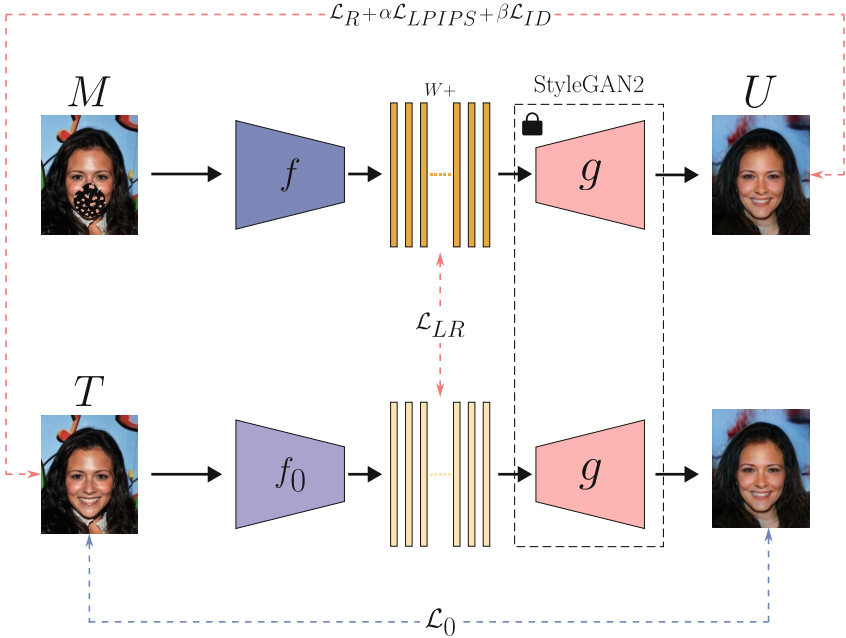 ℒ_R+αℒ_LPIPS+βℒ_ID
M
W+
StyleGAN2
U
f
g
ℒ_LR
T
f_0
g
ℒ_0